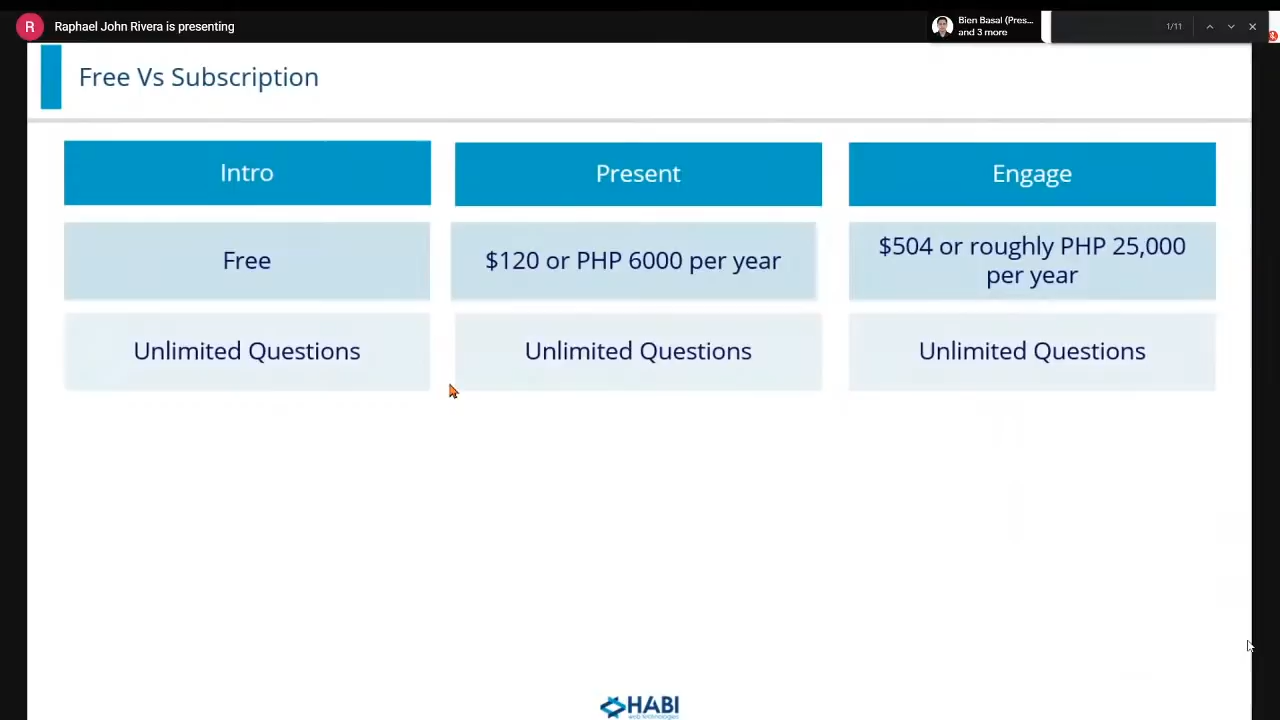 R
Raphael John Rivera is presenting
Bien Basal (Pres...
and 3 more
1/11
Free Vs Subscription
Intro
Present
Engage
Free
$120 or PHP 6000 per year
$504 or roughly PHP 25,000
per year
Unlimited Questions
Unlimited Questions
Unlimited Questions
HABI
web technologies